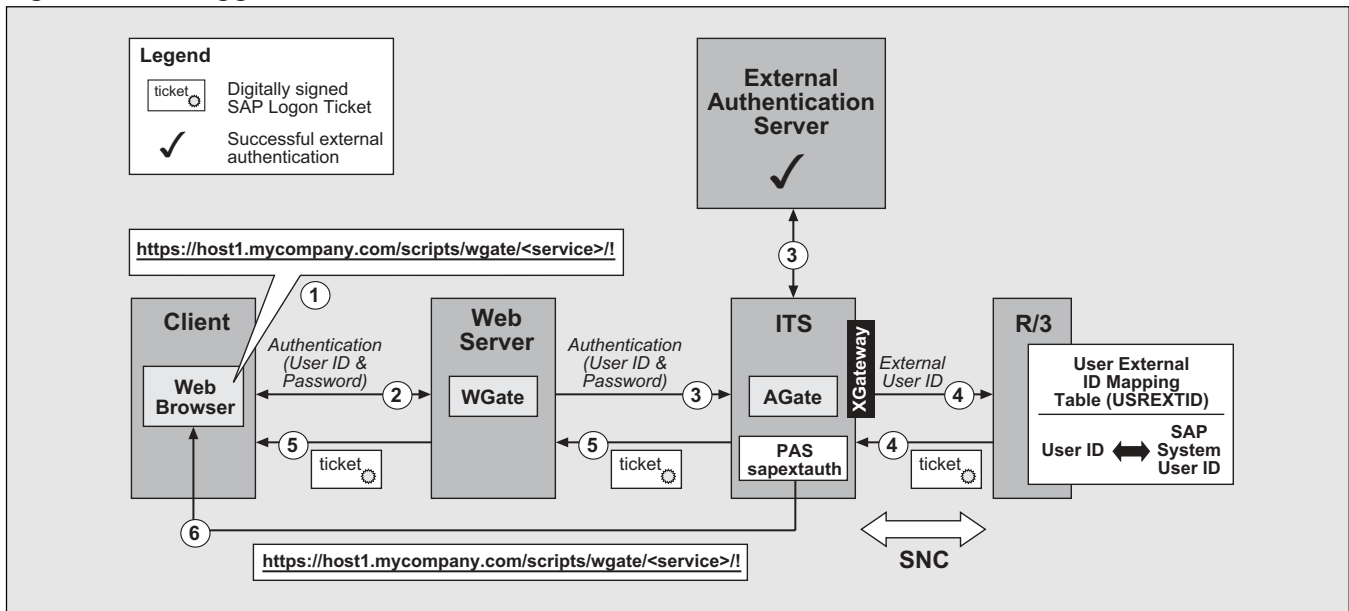 Legend
ticket
Digitally signed
SAP Logon Ticket
Successful external
authentication
External
Authentication
Server
https://host1.mycompany.com/scripts/wgate/<service>/!
1
3
Client
Web
Browser
Authentication
(User ID &
Password)
2
Web
Server
WGate
Authentication
(User ID &
Password)
3
ITS
AGate
XGateway
External
User ID
4
R/3
User External
ID Mapping
Table (USREXTID)
User ID
SAP
System
User ID
5
ticket
5
ticket
PAS
sapextauth
4
ticket
6
https://host1.mycompany.com/scripts/wgate/<service>/!
SNC